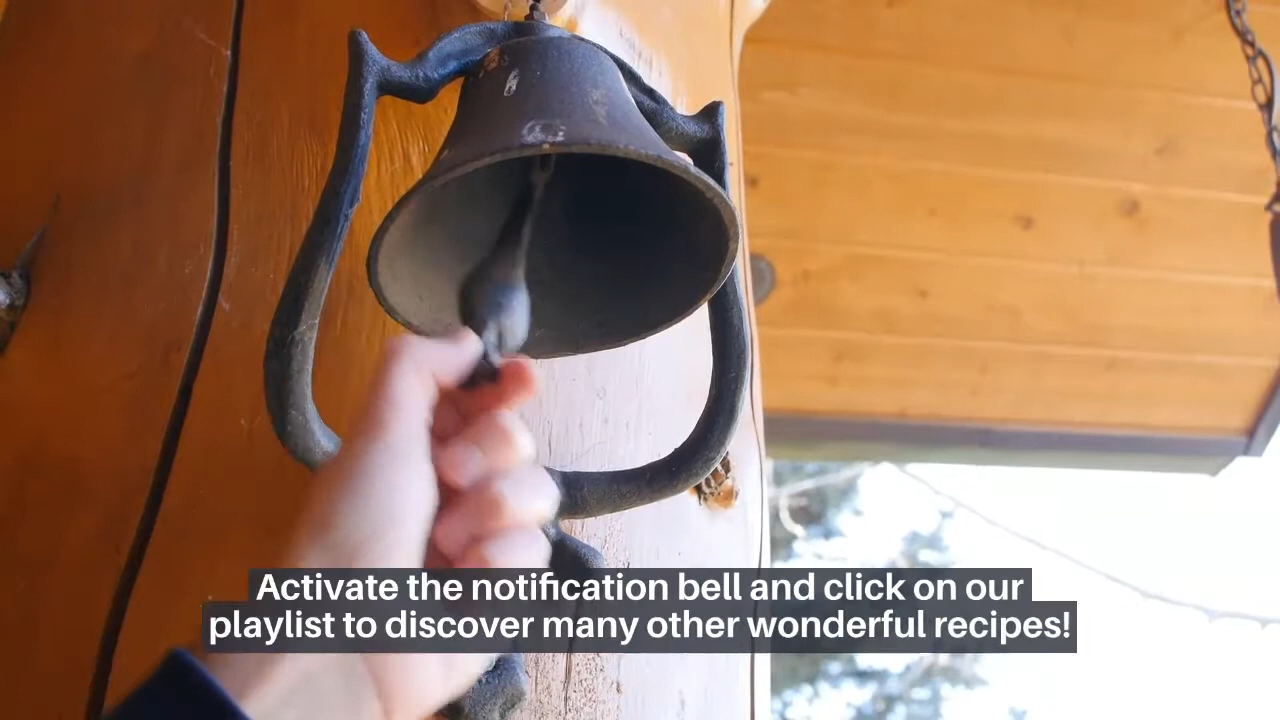 Activate the notification bell and click on our
playlist to discover many other wonderful recipes!